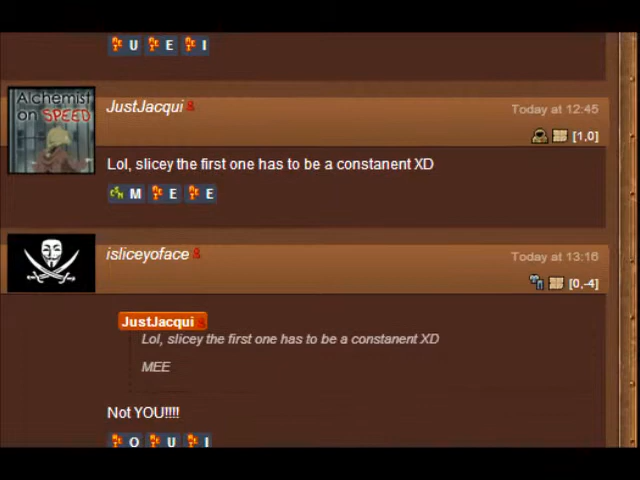 U E I
Alchemist
on SPEED
JustJacqui
Today at 12:45
[1,0]
Lol, slicey the first one has to be a constanent XD
M E E
isliceyoface
Today at 13:16
[0,-4]
JustJacqui
Lol, slicey the first one has to be a constanent XD
MEE
Not YOU!!!!
O U I